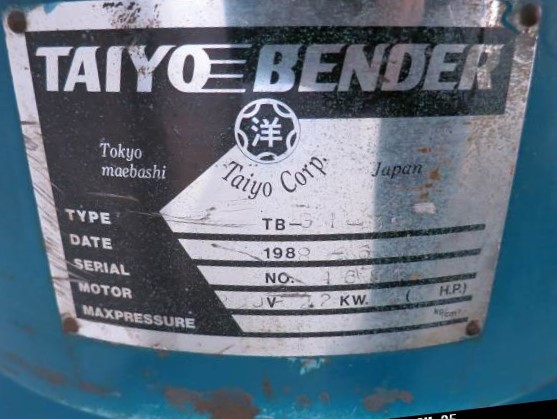 TAIYO BENDER
洋
Tokyo
maebashi
Taiyo Corp.
Japan
TYPE TB-
DATE 198
SERIAL NO.
MOTOR V KW. ( H.P.)
MAXPRESSURE